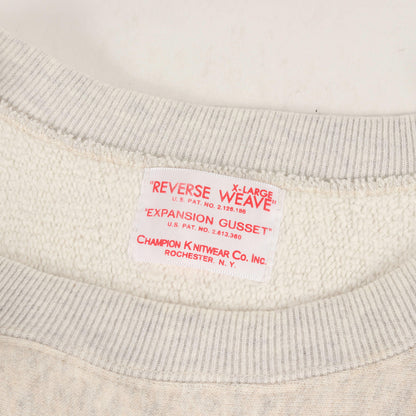 X-LARGE
"REVERSE WEAVE"
U.S. PAT. NO. 2.126.186
"EXPANSION GUSSET"
U.S. PAT. NO. 2.613.360
CHAMPION KNITWEAR CO. INC.
ROCHESTER, N.Y.